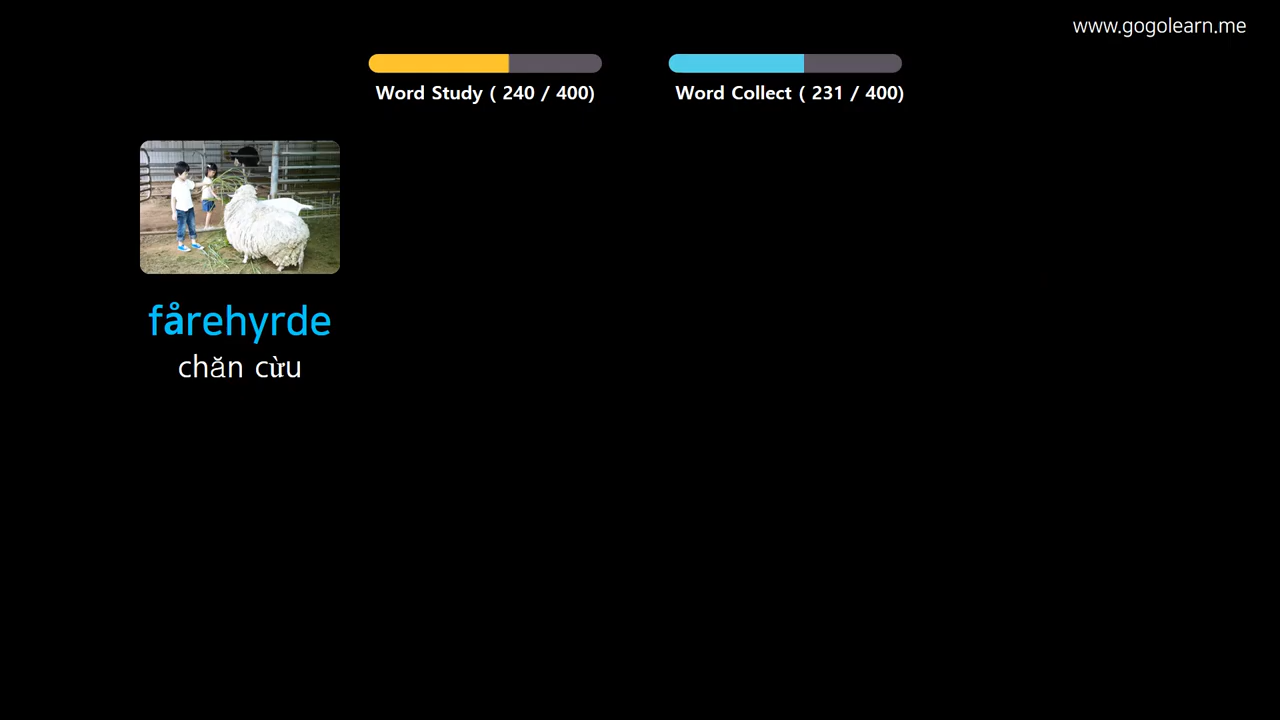 www.gogolearn.me
Word Study ( 240 / 400)
Word Collect ( 231 / 400)
fårehyrde
chăn cừu